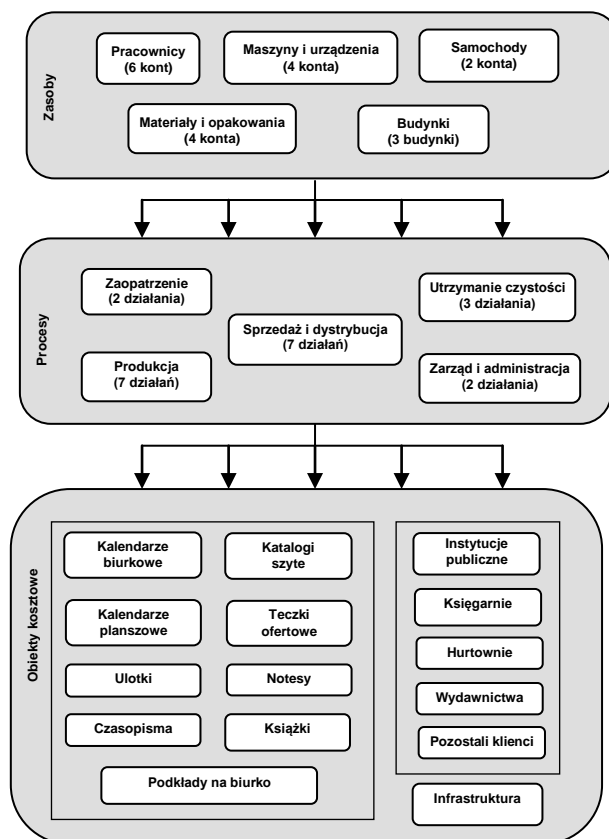 Zasoby
Pracownicy
(6 kont)
Maszyny i urządzenia
(4 konta)
Samochody
(2 konta)
Materiały i opakowania
(4 konta)
Budynki
(3 budynki)
Procesy
Zaopatrzenie
(2 działania)
Utrzymanie czystości
(3 działania)
Sprzedaż i dystrybucja
(7 działań)
Produkcja
(7 działań)
Zarząd i administracja
(2 działania)
Obiekty kosztowe
Kalendarze
biurkowe
Katalogi
szyte
Kalendarze
planszowe
Teczki
ofertowe
Ulotki
Notesy
Czasopisma
Książki
Podkłady na biurko
Instytucje
publiczne
Księgarnie
Hurtownie
Wydawnictwa
Pozostali klienci
Infrastruktura